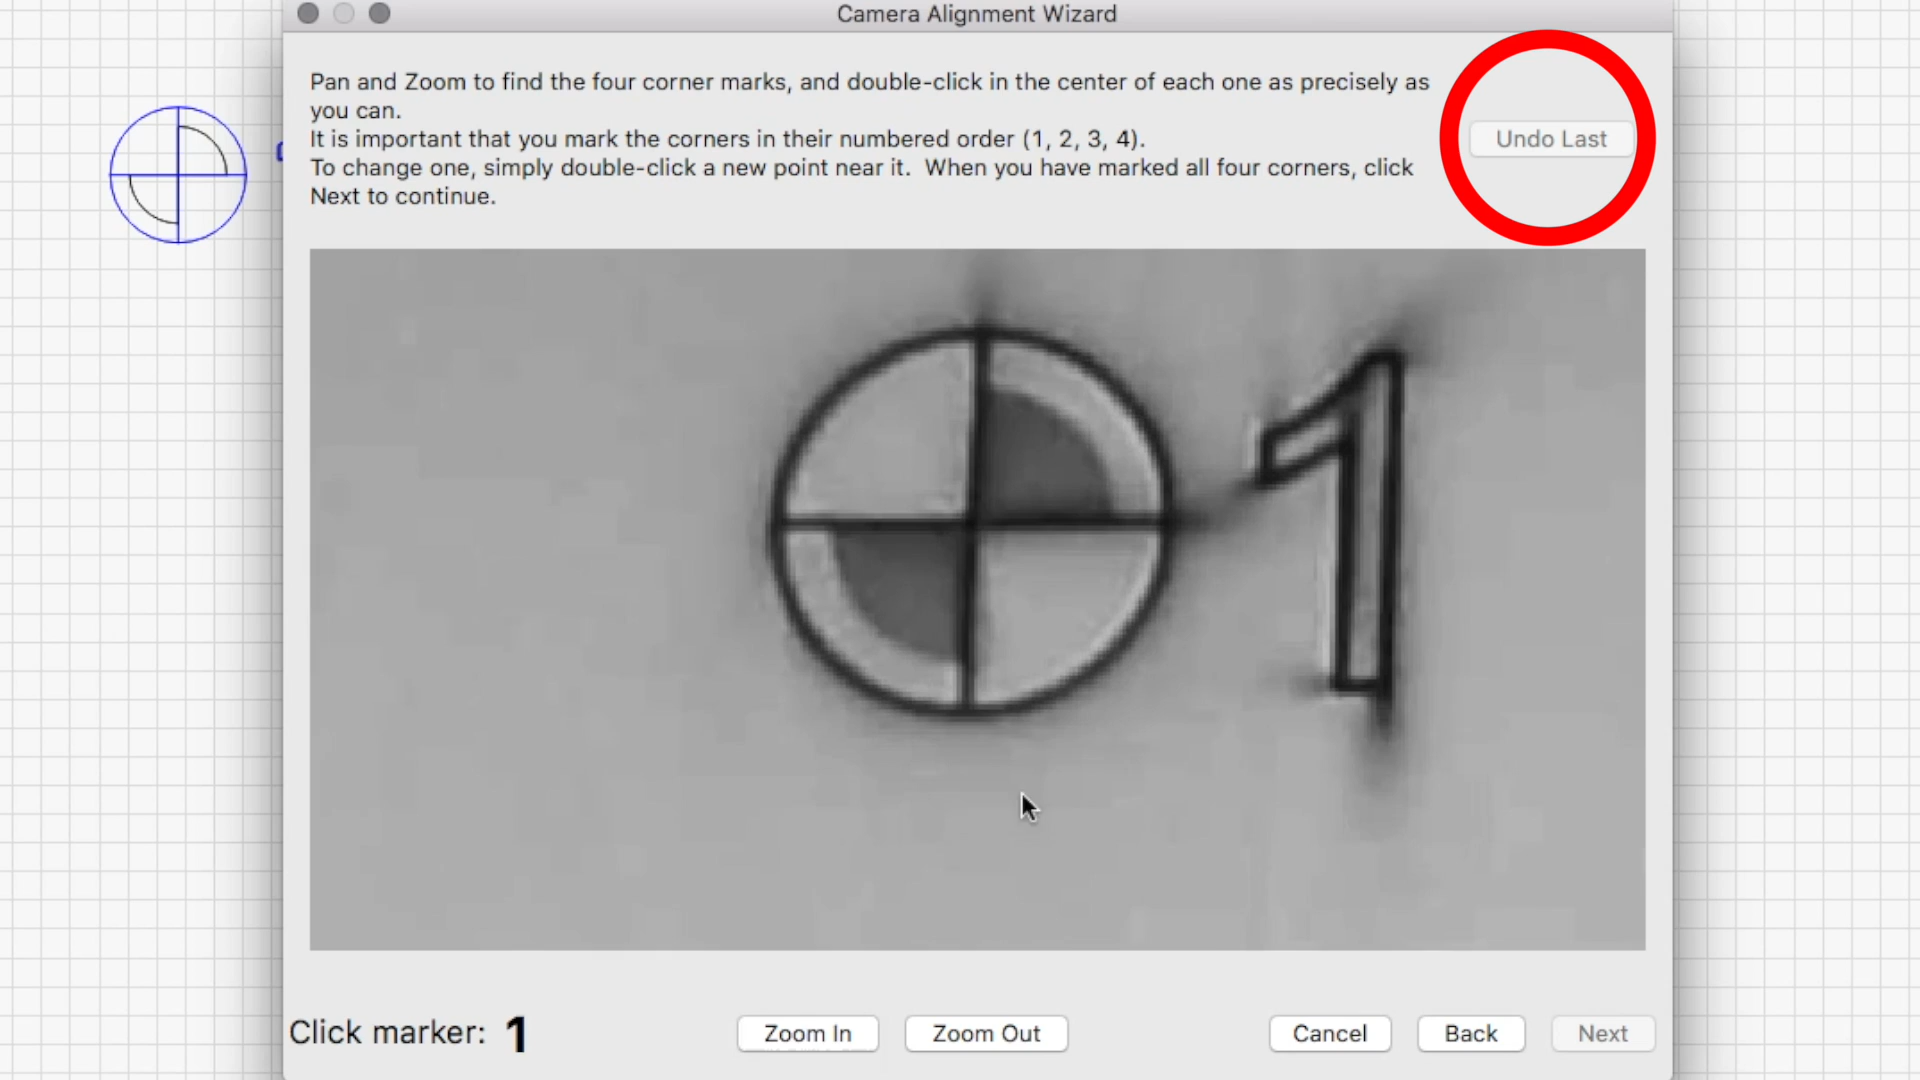 Camera Alignment Wizard
Pan and Zoom to find the four corner marks, and double-click in the center of each one as precisely as
you can.
It is important that you mark the corners in their numbered order (1, 2, 3, 4).
To change one, simply double-click a new point near it.  When you have marked all four corners, click
Next to continue.
Undo Last
1
Click marker: 1
Zoom In
Zoom Out
Cancel
Back
Next